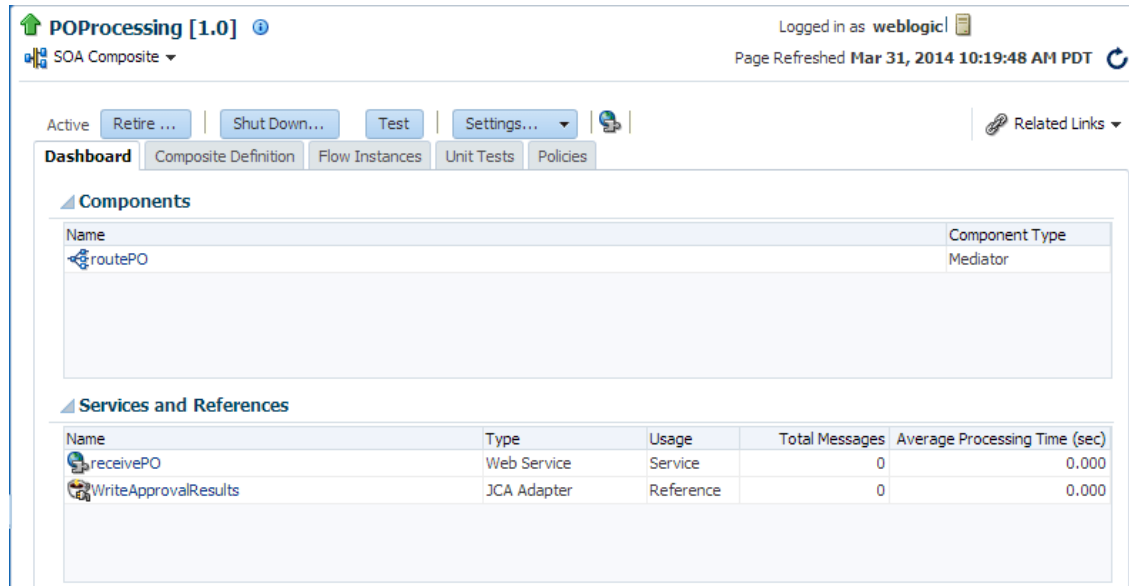 POProcessing [1.0]
Logged in as weblogic
SOA Composite
Page Refreshed Mar 31, 2014 10:19:48 AM PDT
Active Retire ... Shut Down... Test Settings... Related Links
Dashboard Composite Definition Flow Instances Unit Tests Policies
Components
Name Component Type
routePO Mediator
Services and References
Name Type Usage Total Messages Average Processing Time (sec)
receivePO Web Service Service 0 0.000
WriteApprovalResults JCA Adapter Reference 0 0.000